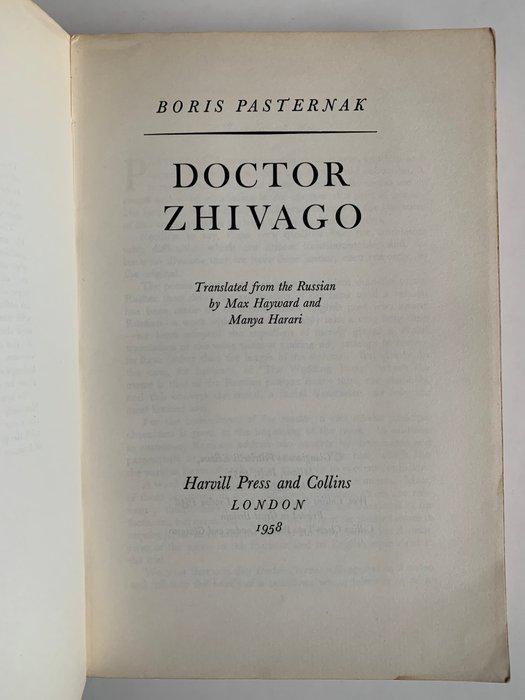 BORIS PASTERNAK
DOCTOR
ZHIVAGO
Translated from the Russian
by Max Hayward and
Manya Harari
Harvill Press and Collins
LONDON
1958